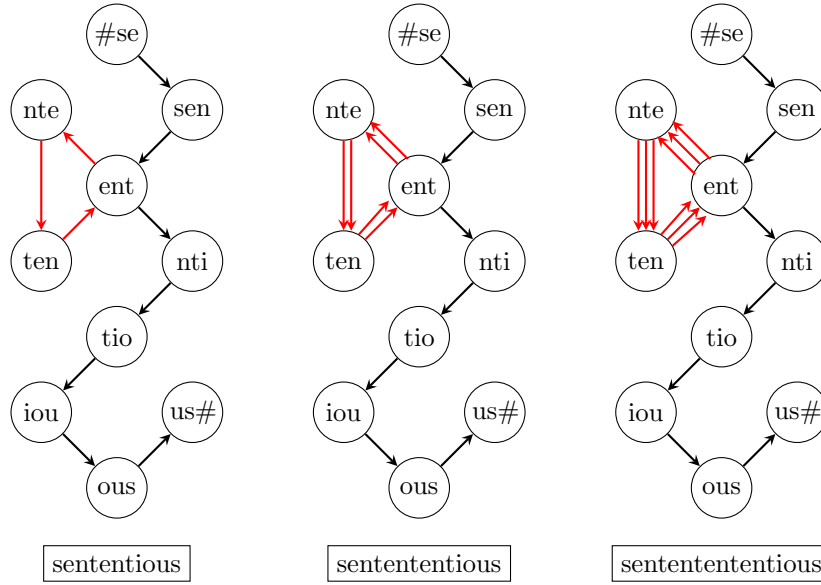 #se
sen
nte
ent
ten
nti
tio
iou
us#
ous
sententious
#se
sen
nte
ent
ten
nti
tio
iou
us#
ous
sentententious
#se
sen
nte
ent
ten
nti
tio
iou
us#
ous
sententententious